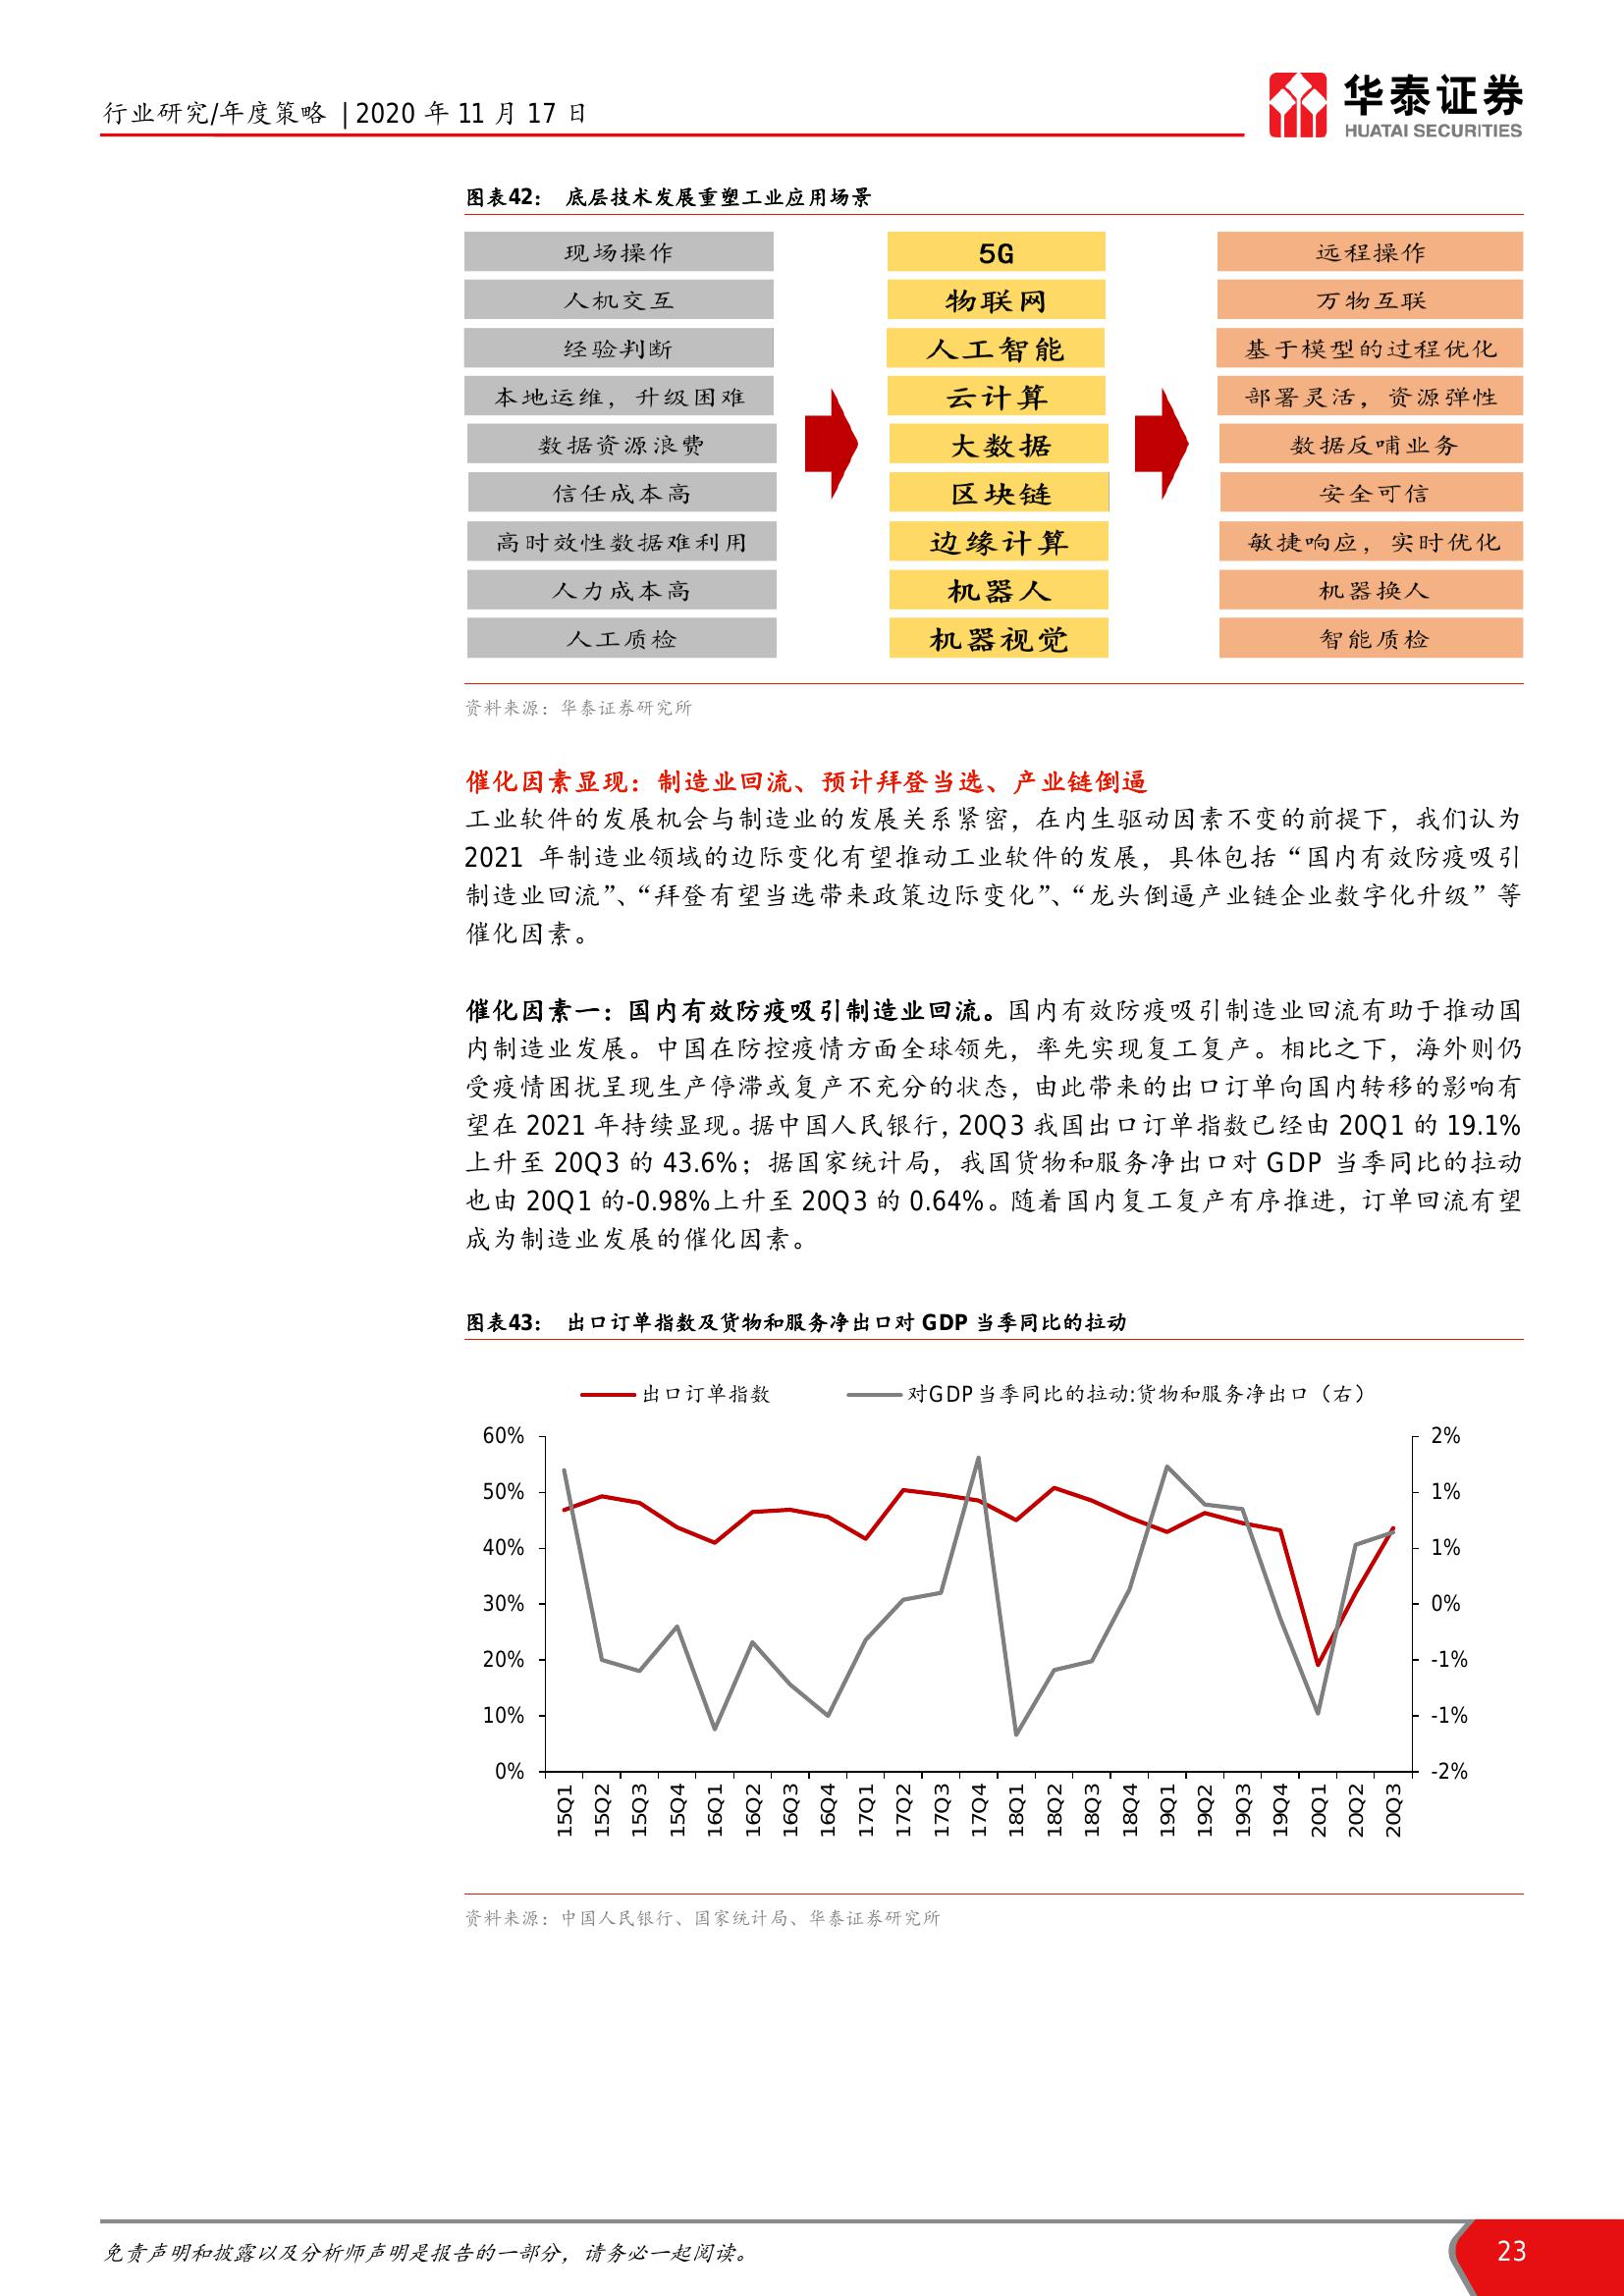 行业研究/年度策略 | 2020 年 11 月 17 日
华泰证券
HUATAI SECURITIES
图表42： 底层技术发展重塑工业应用场景
现场操作 5G 远程操作
人机交互 物联网 万物互联
经验判断 人工智能 基于模型的过程优化
本地运维，升级困难 云计算 部署灵活，资源弹性
数据资源浪费 大数据 数据反哺业务
信任成本高 区块链 安全可信
高时效性数据难利用 边缘计算 敏捷响应，实时优化
人力成本高 机器人 机器换人
人工质检 机器视觉 智能质检
资料来源：华泰证券研究所
催化因素显现：制造业回流、预计拜登当选、产业链倒逼
工业软件的发展机会与制造业的发展关系紧密，在内生驱动因素不变的前提下，我们认为
2021 年制造业领域的边际变化有望推动工业软件的发展，具体包括“国内有效防疫吸引
制造业回流”、“拜登有望当选带来政策边际变化”、“龙头倒逼产业链企业数字化升级”等
催化因素。
催化因素一：国内有效防疫吸引制造业回流。国内有效防疫吸引制造业回流有助于推动国
内制造业发展。中国在防控疫情方面全球领先，率先实现复工复产。相比之下，海外则仍
受疫情困扰呈现生产停滞或复产不充分的状态，由此带来的出口订单向国内转移的影响有
望在 2021 年持续显现。据中国人民银行，20Q3 我国出口订单指数已经由 20Q1 的 19.1%
上升至 20Q3 的 43.6%；据国家统计局，我国货物和服务净出口对 GDP 当季同比的拉动
也由 20Q1 的-0.98%上升至 20Q3 的 0.64%。随着国内复工复产有序推进，订单回流有望
成为制造业发展的催化因素。
图表43： 出口订单指数及货物和服务净出口对 GDP 当季同比的拉动
出口订单指数 对GDP当季同比的拉动:货物和服务净出口（右）
60% 2%
50% 1%
40% 1%
30% 0%
20% -1%
10% -1%
0% -2%
15Q1 15Q2 15Q3 15Q4 16Q1 16Q2 16Q3 16Q4 17Q1 17Q2 17Q3 17Q4 18Q1 18Q2 18Q3 18Q4 19Q1 19Q2 19Q3 19Q4 20Q1 20Q2 20Q3
资料来源：中国人民银行、国家统计局、华泰证券研究所
免责声明和披露以及分析师声明是报告的一部分，请务必一起阅读。
23